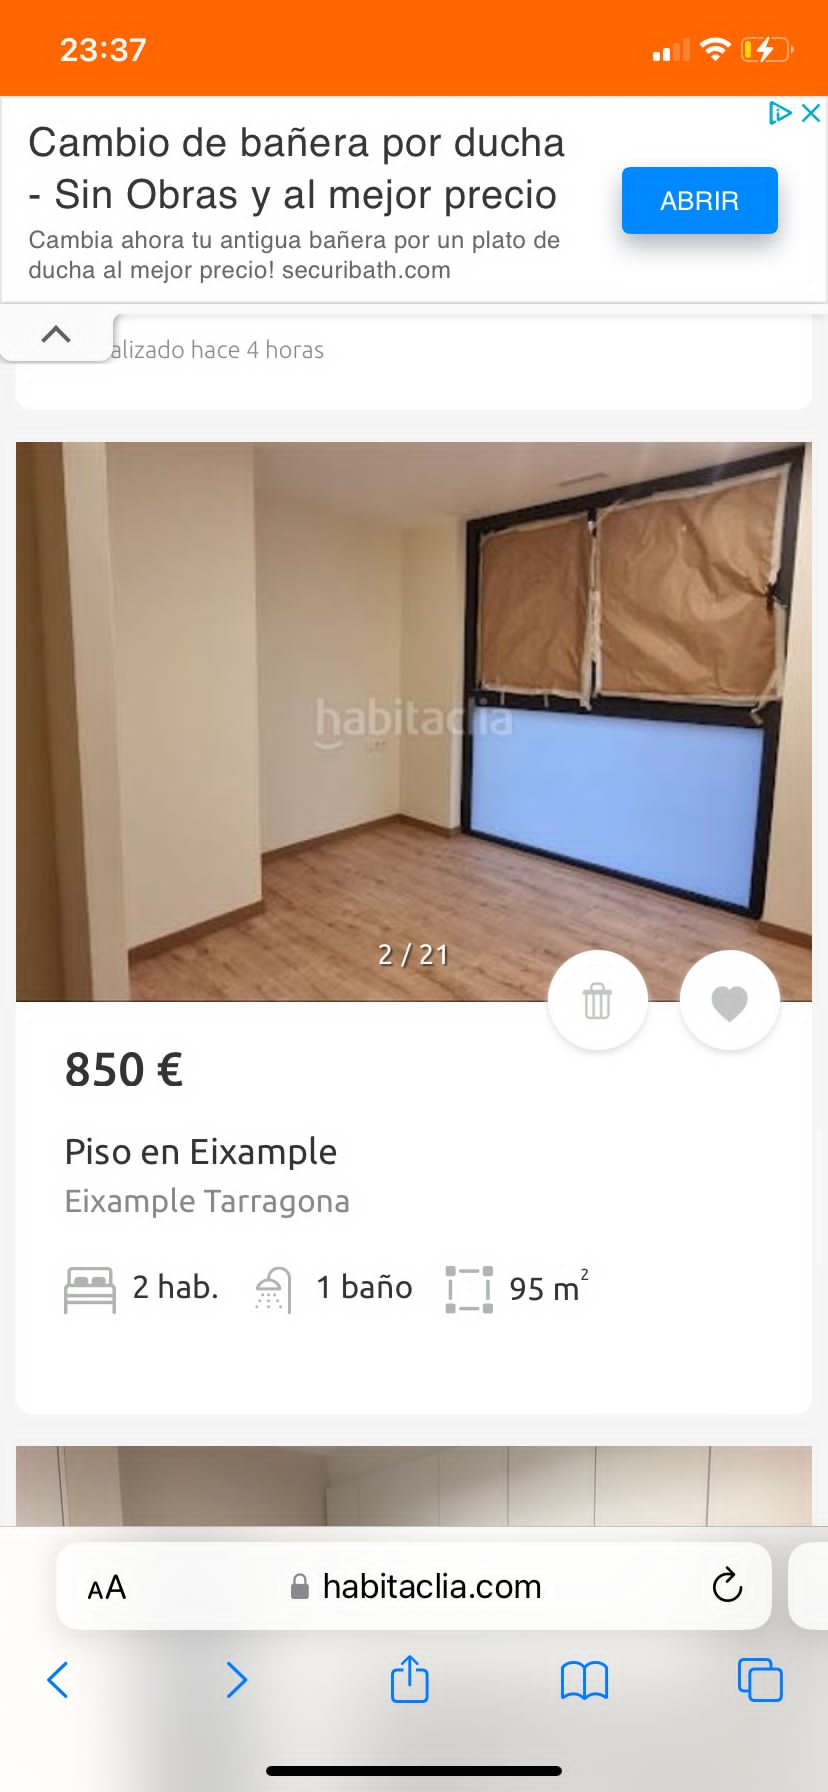 23:37
Cambio de bañera por ducha
- Sin Obras y al mejor precio
Cambia ahora tu antigua bañera por un plato de
ducha al mejor precio! securibath.com
ABRIR
alizado hace 4 horas
habitaclia
2 / 21
850 €
Piso en Eixample
Eixample Tarragona
2 hab.
1 baño
95 m²
AA
habitaclia.com